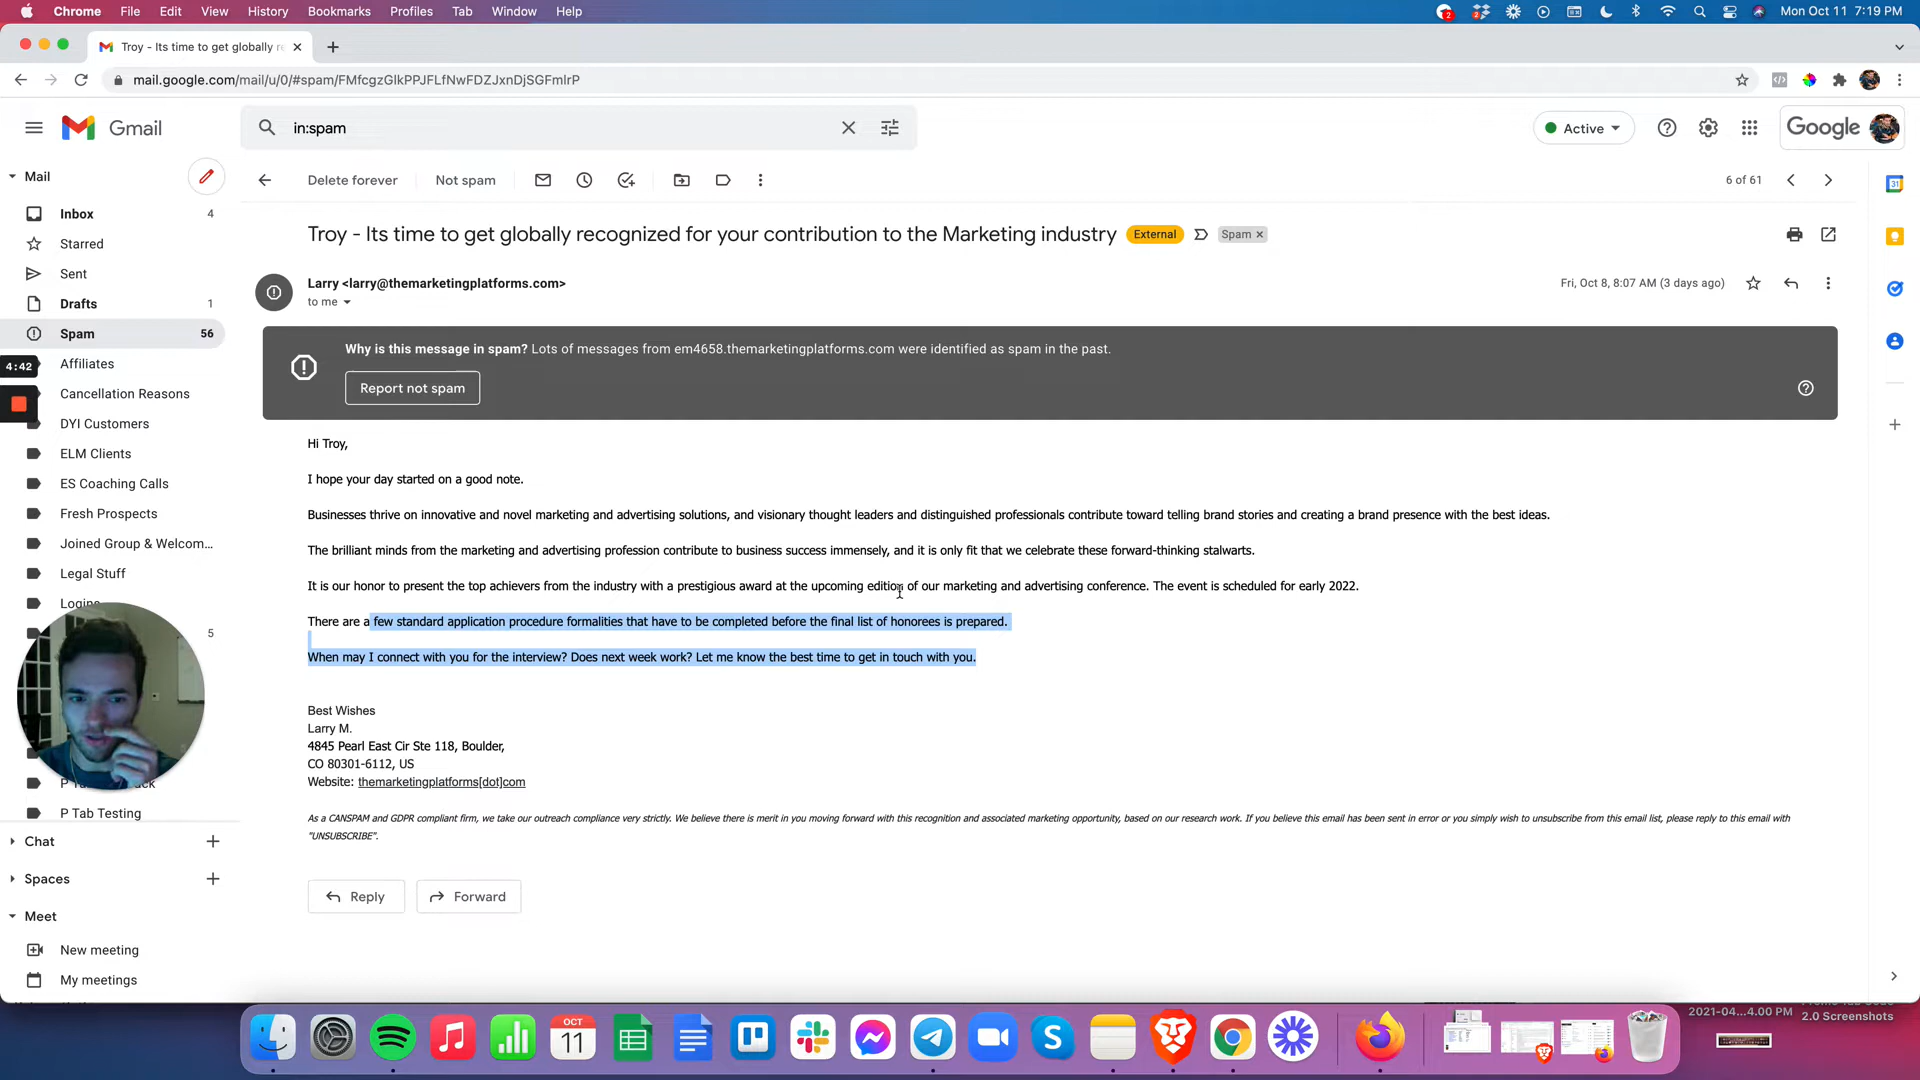 Chrome File Edit View History Bookmarks Profiles Tab Window Help
2 2 Mon Oct 11 7:19 PM
Troy - Its time to get globally r
mail.google.com/mail/u/0/#spam/FMfcgzGlkPPJFLfNwFDZJxnDjSGFmlrP
Gmail
in:spam
Active
Google
Mail
Inbox 4
Starred
Sent
Drafts 1
Spam 56
4:42
Affiliates
Cancellation Reasons
DYI Customers
ELM Clients
ES Coaching Calls
Fresh Prospects
Joined Group & Welcom...
Legal Stuff
Logins
5
P Tab Testing
Chat
Spaces
Meet
New meeting
My meetings
Delete forever Not spam
6 of 61
Troy - Its time to get globally recognized for your contribution to the Marketing industry External Spam ×
Larry <larry@themarketingplatforms.com>
to me
Fri, Oct 8, 8:07 AM (3 days ago)
Why is this message in spam? Lots of messages from em4658.themarketingplatforms.com were identified as spam in the past.
Report not spam
Hi Troy,
I hope your day started on a good note.
Businesses thrive on innovative and novel marketing and advertising solutions, and visionary thought leaders and distinguished professionals contribute toward telling brand stories and creating a brand presence with the best ideas.
The brilliant minds from the marketing and advertising profession contribute to business success immensely, and it is only fit that we celebrate these forward-thinking stalwarts.
It is our honor to present the top achievers from the industry with a prestigious award at the upcoming edition of our marketing and advertising conference. The event is scheduled for early 2022.
There are a few standard application procedure formalities that have to be completed before the final list of honorees is prepared.
When may I connect with you for the interview? Does next week work? Let me know the best time to get in touch with you.
Best Wishes
Larry M.
4845 Pearl East Cir Ste 118, Boulder,
CO 80301-6112, US
Website: themarketingplatforms[dot]com
As a CANSPAM and GDPR compliant firm, we take our outreach compliance very strictly. We believe there is merit in you moving forward with this recognition and associated marketing opportunity, based on our research work. If you believe this email has been sent in error or you simply wish to unsubscribe from this email list, please reply to this email with
"UNSUBSCRIBE".
Reply Forward
31
OCT
11
2021-04...4.00 PM
2.0 Screenshots